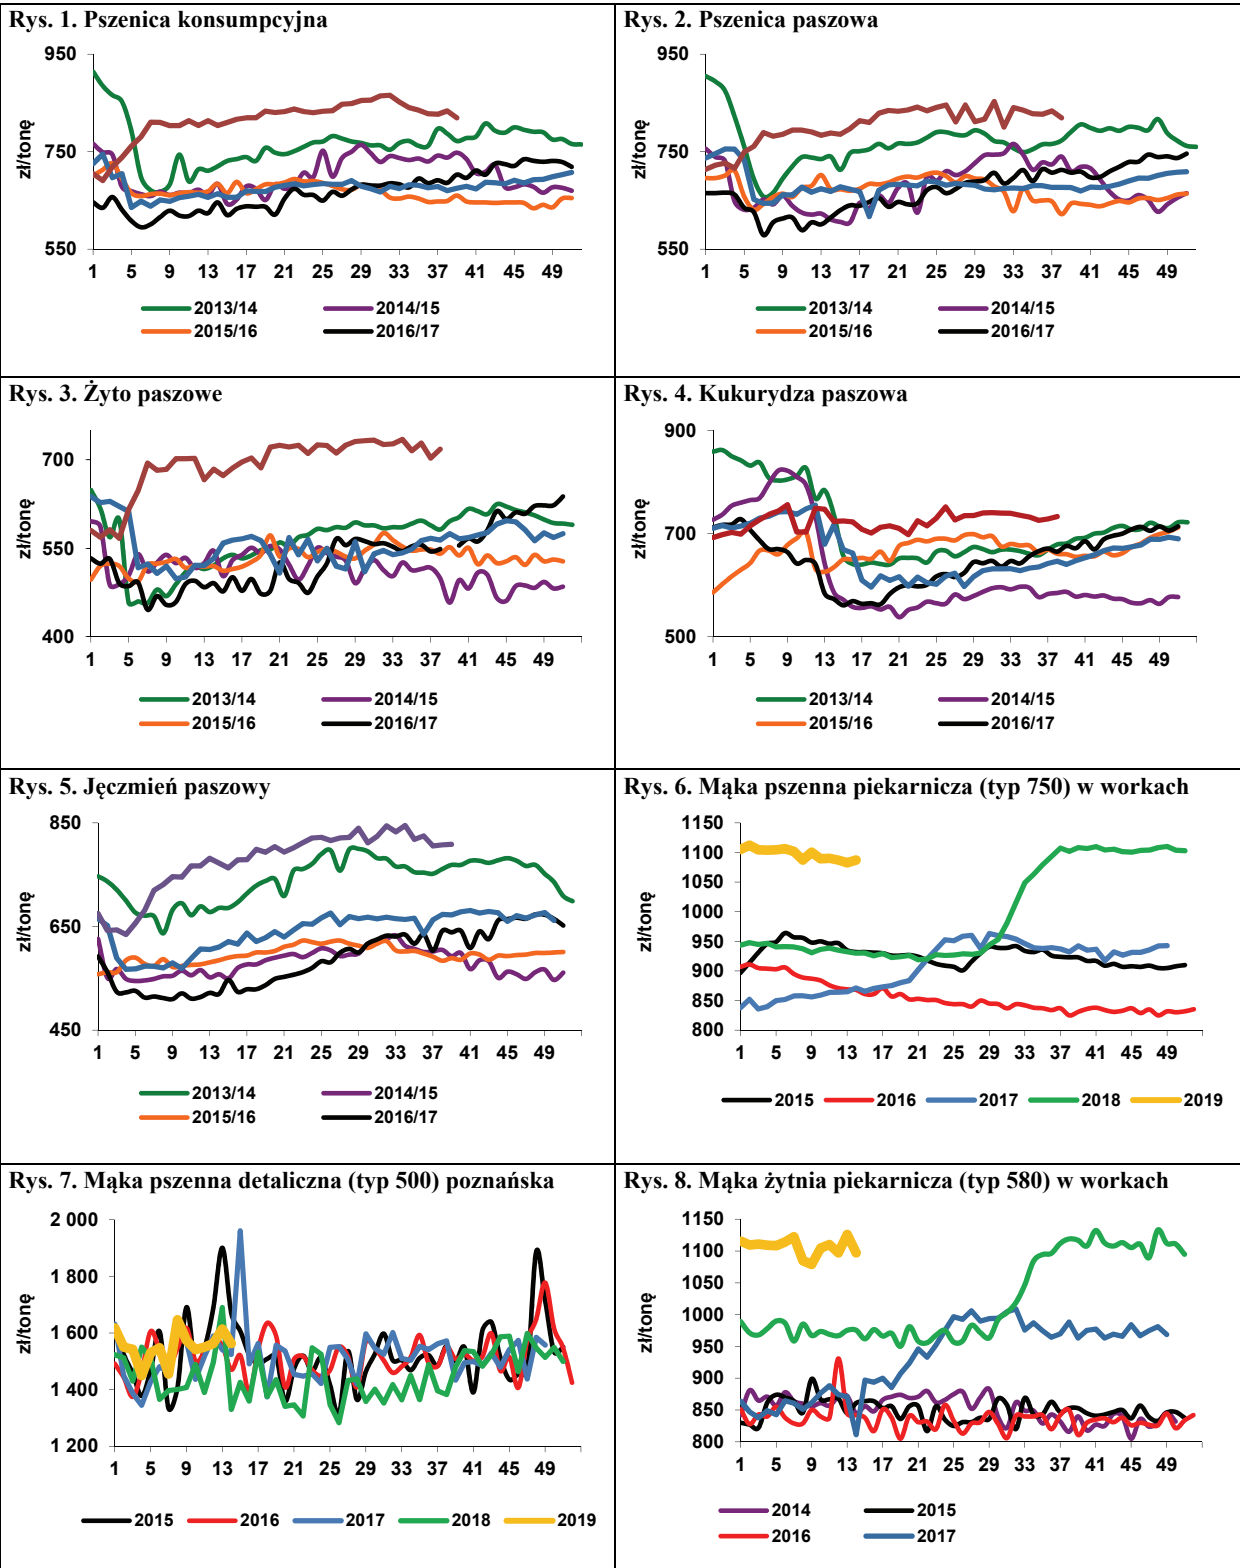 Rys. 1. Pszenica konsumpcyjna
zł/tonę
950
750
550
1 5 9 13 17 21 25 29 33 37 41 45 49
2013/14 2014/15
2015/16 2016/17
Rys. 2. Pszenica paszowa
zł/tonę
950
750
550
1 5 9 13 17 21 25 29 33 37 41 45 49
2013/14 2014/15
2015/16 2016/17
Rys. 3. Żyto paszowe
zł/tonę
700
550
400
1 5 9 13 17 21 25 29 33 37 41 45 49
2013/14 2014/15
2015/16 2016/17
Rys. 4. Kukurydza paszowa
zł/tonę
900
700
500
1 5 9 13 17 21 25 29 33 37 41 45 49
2013/14 2014/15
2015/16 2016/17
Rys. 5. Jęczmień paszowy
zł/tonę
850
650
450
1 5 9 13 17 21 25 29 33 37 41 45 49
2013/14 2014/15
2015/16 2016/17
Rys. 6. Mąka pszenna piekarnicza (typ 750) w workach
zł/tonę
1150
1100
1050
1000
950
900
850
800
1 5 9 13 17 21 25 29 33 37 41 45 49
2015 2016 2017 2018 2019
Rys. 7. Mąka pszenna detaliczna (typ 500) poznańska
zł/tonę
2 000
1 800
1 600
1 400
1 200
1 5 9 13 17 21 25 29 33 37 41 45 49
2015 2016 2017 2018 2019
Rys. 8. Mąka żytnia piekarnicza (typ 580) w workach
zł/tonę
1150
1100
1050
1000
950
900
850
800
1 5 9 13 17 21 25 29 33 37 41 45 49
2014 2015
2016 2017